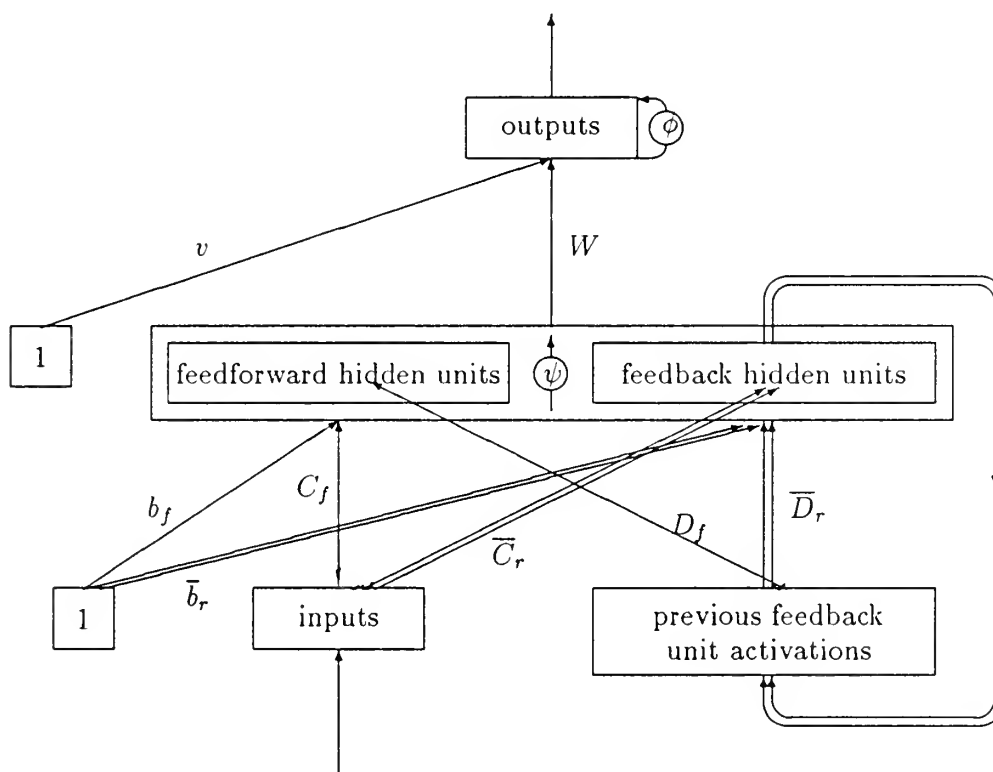 outputs
ϕ
v
W
1
feedforward hidden units
ψ
feedback hidden units
b_f
C_f
D_f
D̅_r
C̅_r
b̅_r
1
inputs
previous feedback
unit activations